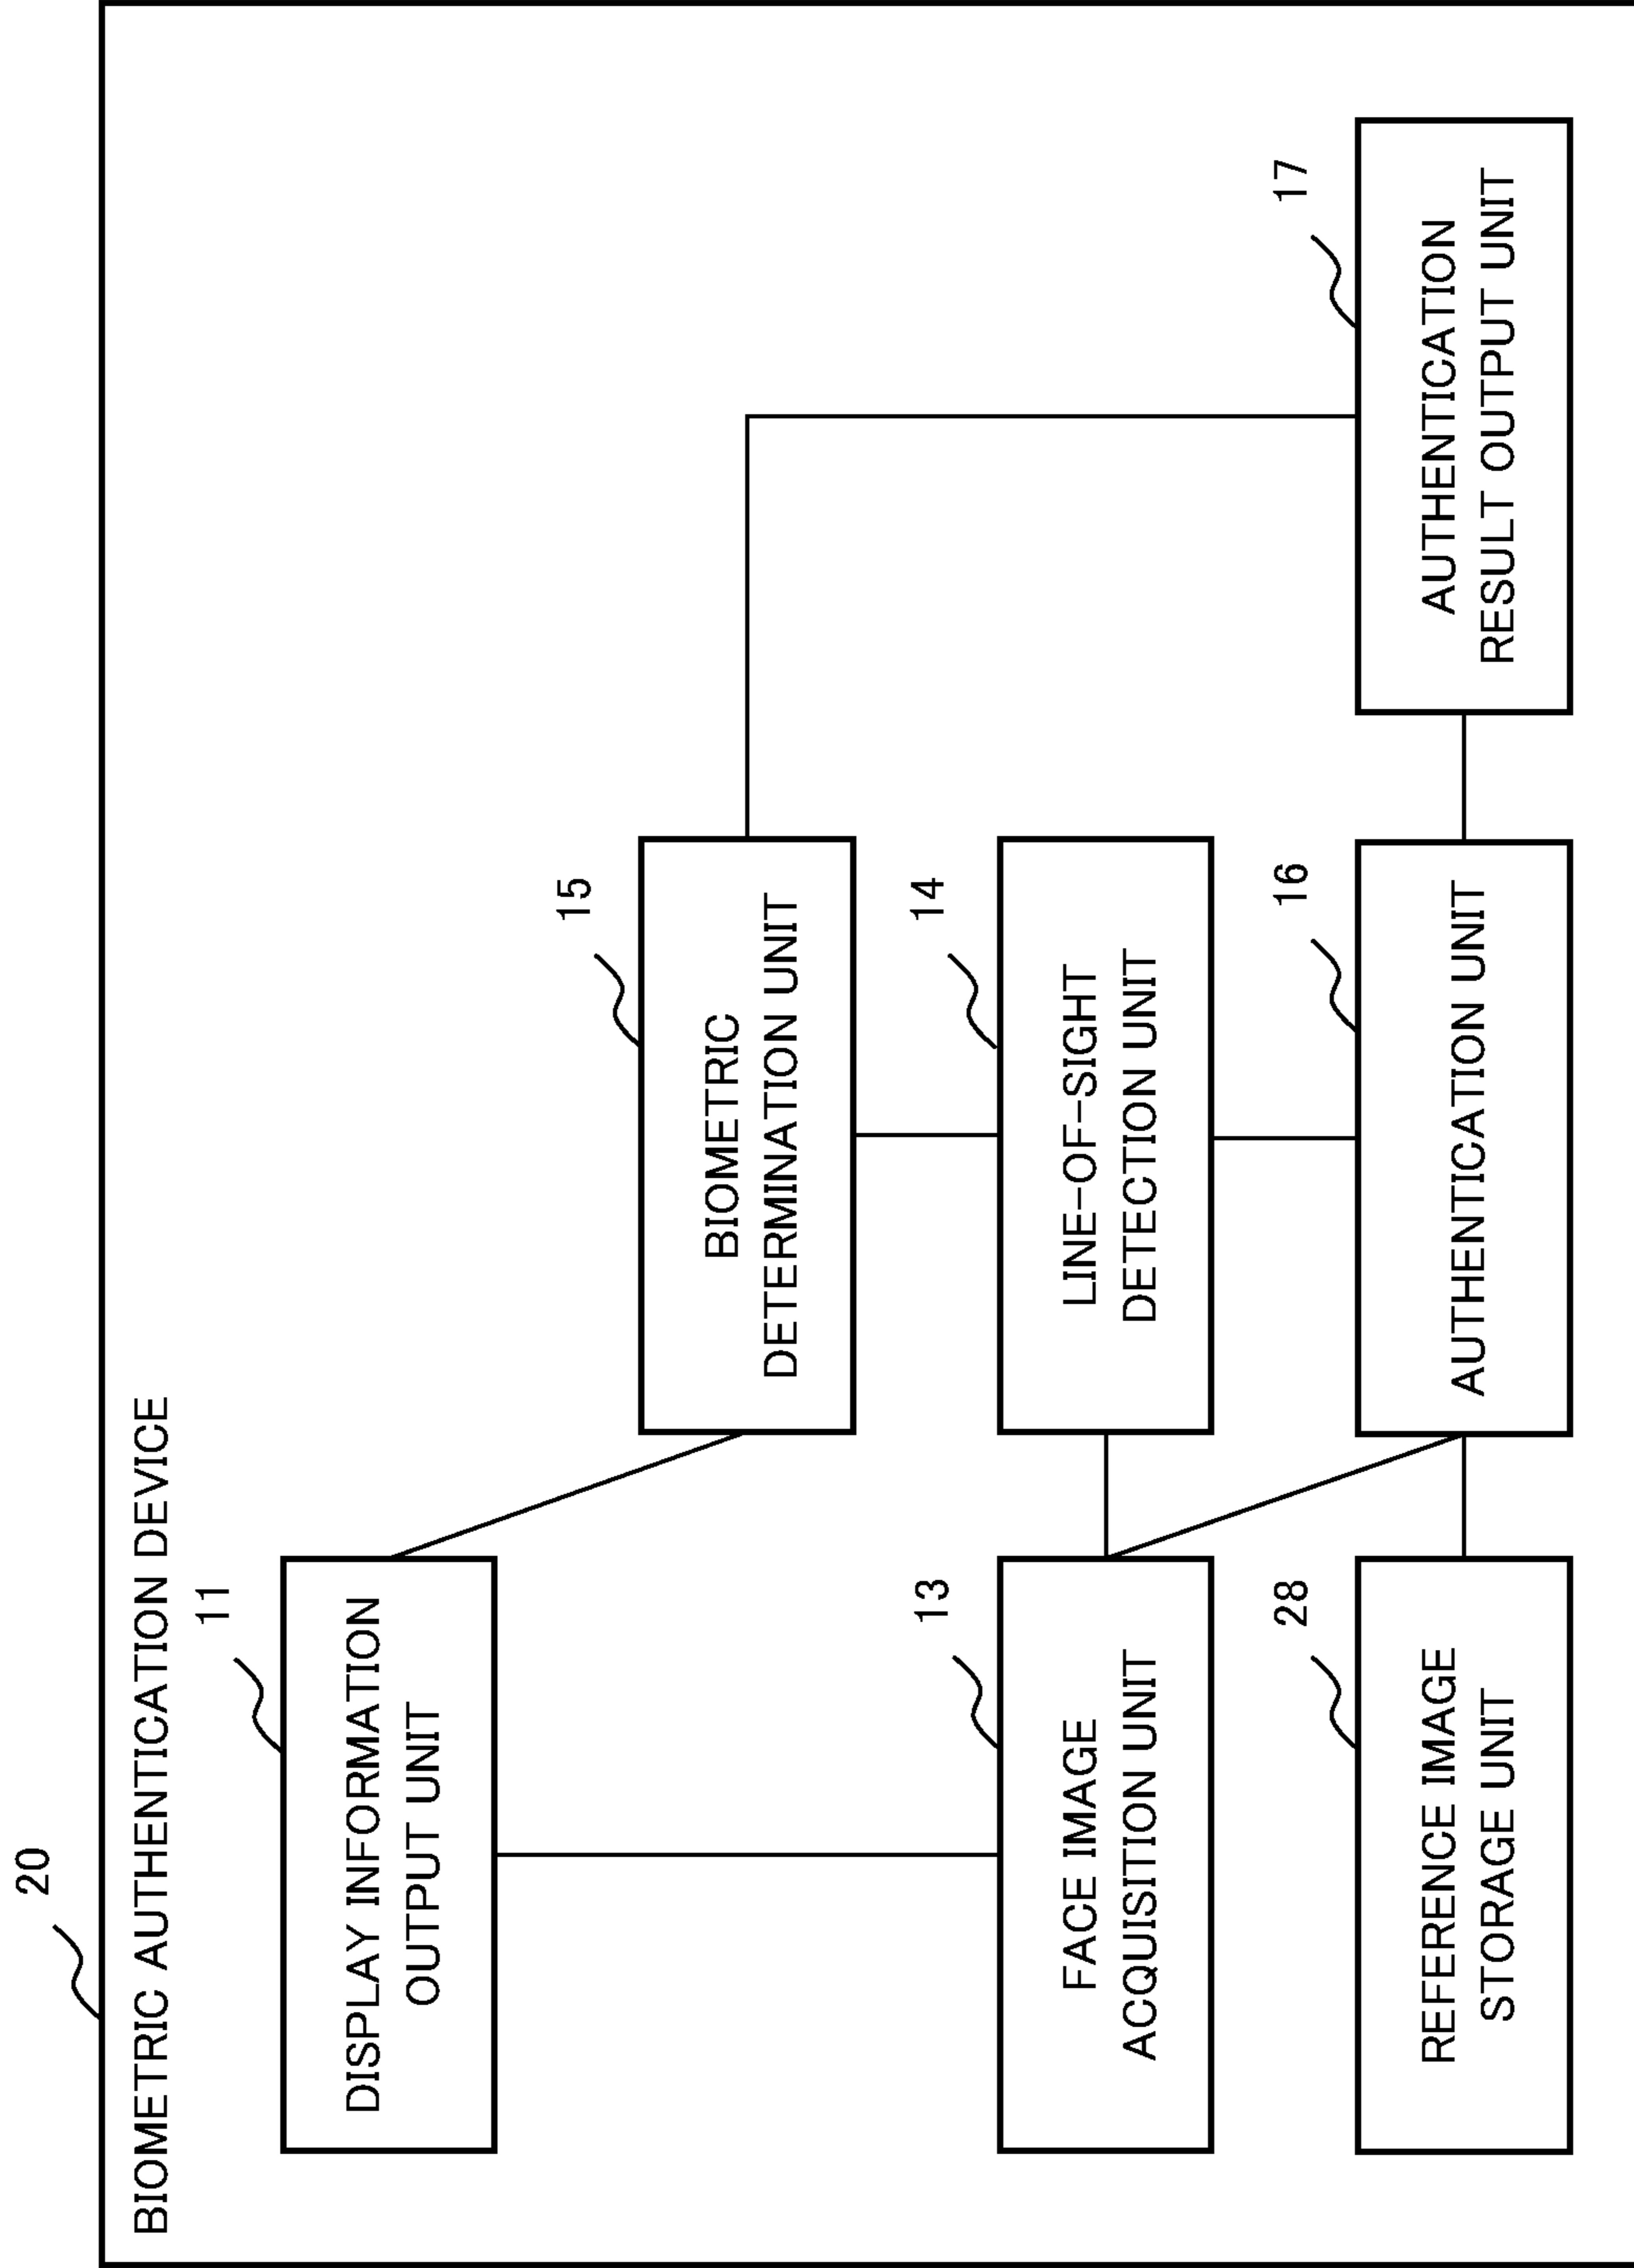 20
BIOMETRIC AUTHENTICATION DEVICE
11
DISPLAY INFORMATION
OUTPUT UNIT
15
BIOMETRIC
DETERMINATION UNIT
13
FACE IMAGE
ACQUISITION UNIT
14
LINE-OF-SIGHT
DETECTION UNIT
28
REFERENCE IMAGE
STORAGE UNIT
16
AUTHENTICATION UNIT
17
AUTHENTICATION
RESULT OUTPUT UNIT